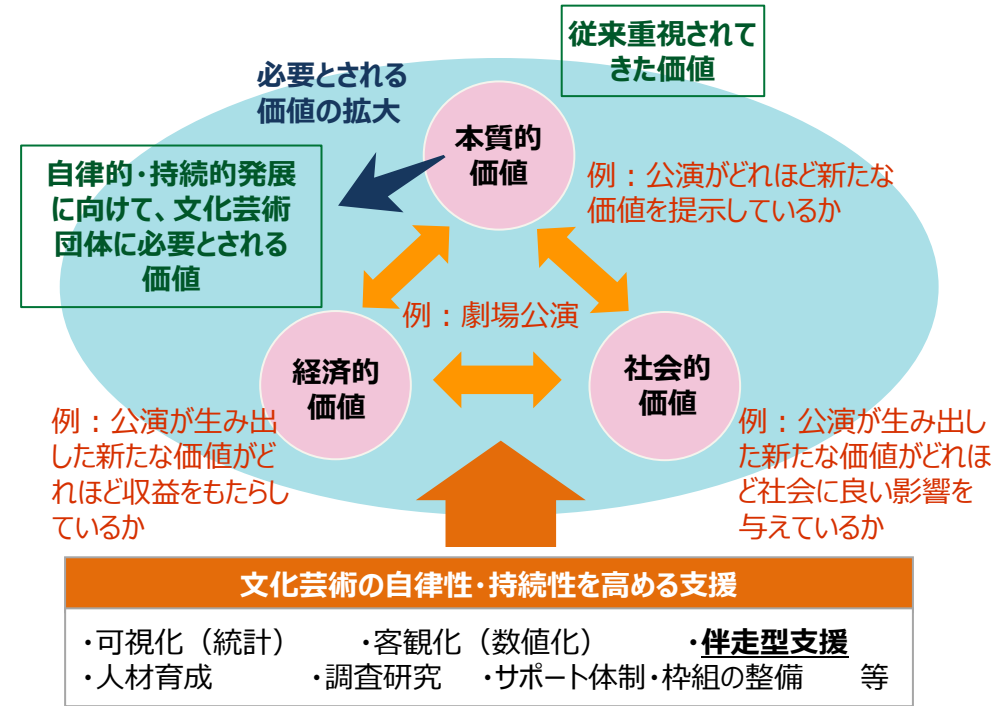 従来重視されて
きた価値
必要とされる
価値の拡大
本質的
価値
自律的・持続的発展
に向けて、文化芸術
団体に必要とされる
価値
例：公演がどれほど新たな
価値を提示しているか
例：劇場公演
経済的
価値
社会的
価値
例：公演が生み出
した新たな価値がど
れほど収益をもたらし
ているか
例：公演が生み出し
た新たな価値がどれほ
ど社会に良い影響を
与えているか
文化芸術の自律性・持続性を高める支援
・可視化（統計） ・客観化（数値化） ・伴走型支援
・人材育成 ・調査研究 ・サポート体制・枠組の整備 等